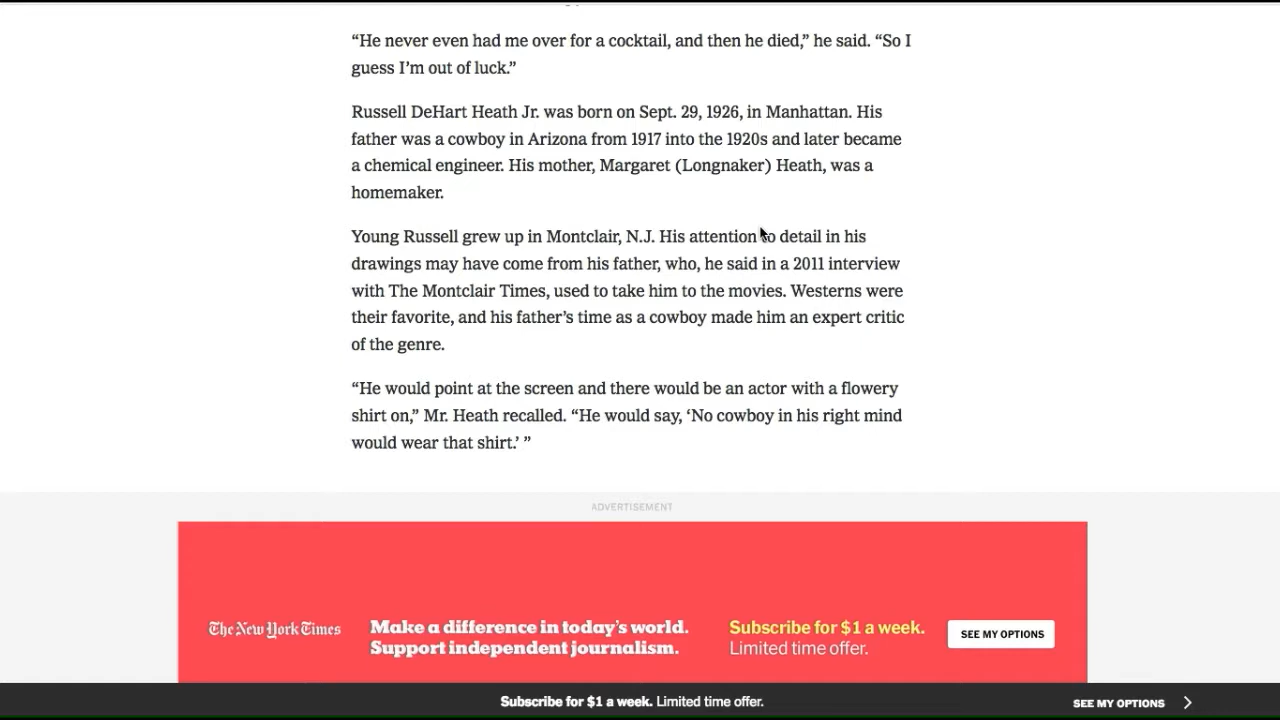 “He never even had me over for a cocktail, and then he died,” he said. “So I
guess I’m out of luck.”
Russell DeHart Heath Jr. was born on Sept. 29, 1926, in Manhattan. His
father was a cowboy in Arizona from 1917 into the 1920s and later became
a chemical engineer. His mother, Margaret (Longnaker) Heath, was a
homemaker.
Young Russell grew up in Montclair, N.J. His attention to detail in his
drawings may have come from his father, who, he said in a 2011 interview
with The Montclair Times, used to take him to the movies. Westerns were
their favorite, and his father’s time as a cowboy made him an expert critic
of the genre.
“He would point at the screen and there would be an actor with a flowery
shirt on,” Mr. Heath recalled. “He would say, ‘No cowboy in his right mind
would wear that shirt.’ ”
ADVERTISEMENT
The New York Times
Make a difference in today’s world.
Support independent journalism.
Subscribe for $1 a week.
Limited time offer.
SEE MY OPTIONS
Subscribe for $1 a week. Limited time offer.
SEE MY OPTIONS